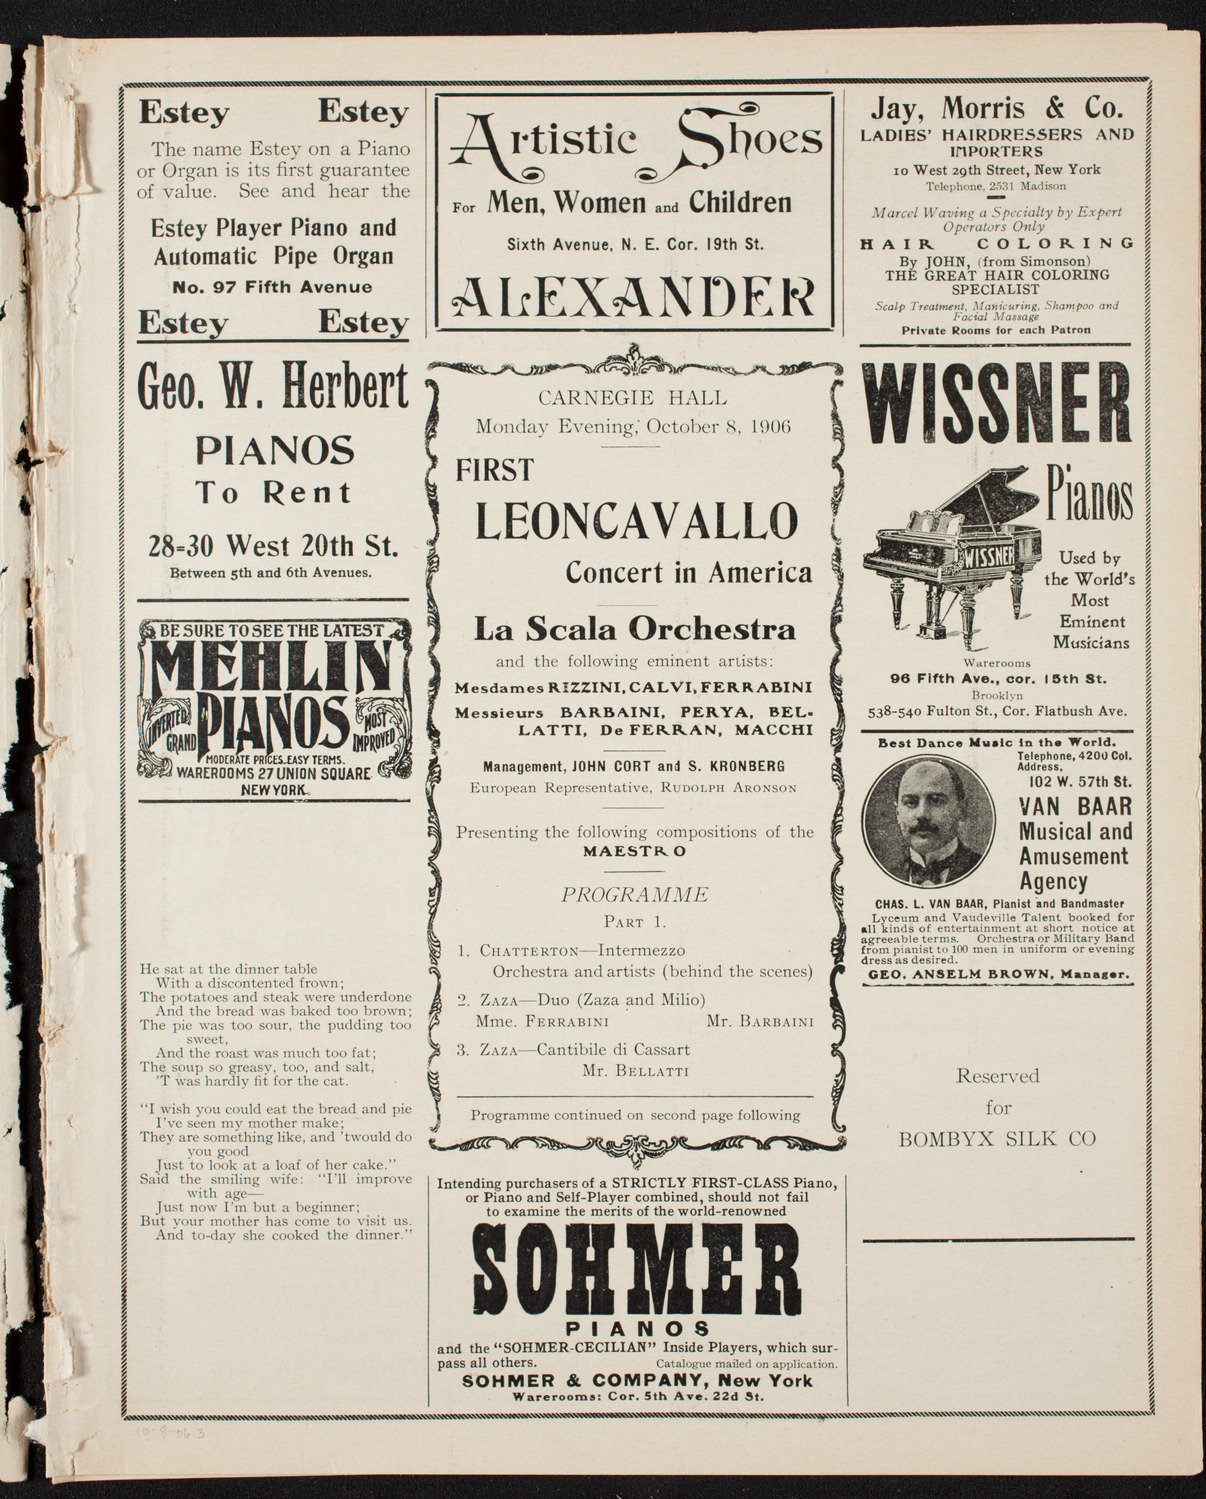 Estey Estey
The name Estey on a Piano
or Organ is its first guarantee
of value. See and hear the
Estey Player Piano and
Automatic Pipe Organ
No. 97 Fifth Avenue
Estey Estey
Geo. W. Herbert
PIANOS
To Rent
28=30 West 20th St.
Between 5th and 6th Avenues.
BE SURE TO SEE THE LATEST
MEHLIN
INVERTED
GRAND
PIANOS
MOST
IMPROVED
MODERATE PRICES. EASY TERMS.
WAREROOMS 27 UNION SQUARE
NEW YORK.
He sat at the dinner table
With a discontented frown;
The potatoes and steak were underdone
And the bread was baked too brown;
The pie was too sour, the pudding too
sweet,
And the roast was much too fat;
The soup so greasy, too, and salt,
'T was hardly fit for the cat.
"I wish you could eat the bread and pie
I've seen my mother make;
They are something like, and 'twould do
you good
Just to look at a loaf of her cake."
Said the smiling wife: "I'll improve
with age—
Just now I'm but a beginner;
But your mother has come to visit us.
And to-day she cooked the dinner."
Artistic Shoes
For Men, Women and Children
Sixth Avenue, N. E. Cor. 19th St.
ALEXANDER
CARNEGIE HALL
Monday Evening, October 8, 1906
FIRST
LEONCAVALLO
Concert in America
La Scala Orchestra
and the following eminent artists:
Mesdames RIZZINI, CALVI, FERRABINI
Messieurs BARBAINI, PERYA, BEL-
LATTI, De FERRAN, MACCHI
Management, JOHN CORT and S. KRONBERG
European Representative, RUDOLPH ARONSON
Presenting the following compositions of the
MAESTRO
PROGRAMME
PART 1.
1. CHATTERTON—Intermezzo
Orchestra and artists (behind the scenes)
2. ZAZA—Duo (Zaza and Milio)
Mme. FERRABINI Mr. BARBAINI
3. ZAZA—Cantibile di Cassart
Mr. BELLATTI
Programme continued on second page following
Intending purchasers of a STRICTLY FIRST-CLASS Piano,
or Piano and Self-Player combined, should not fail
to examine the merits of the world-renowned
SOHMER
PIANOS
and the "SOHMER-CECILIAN" Inside Players, which sur-
pass all others. Catalogue mailed on application.
SOHMER & COMPANY, New York
Warerooms: Cor. 5th Ave. 22d St.
Jay, Morris & Co.
LADIES' HAIRDRESSERS AND
IMPORTERS
10 West 29th Street, New York
Telephone, 2531 Madison
Marcel Waving a Specialty by Expert
Operators Only
HAIR COLORING
By JOHN, (from Simonson)
THE GREAT HAIR COLORING
SPECIALIST
Scalp Treatment, Manicuring, Shampoo and
Facial Massage
Private Rooms for each Patron
WISSNER
Pianos
WISSNER
Used by
the World's
Most
Eminent
Musicians
Warerooms
96 Fifth Ave., cor. 15th St.
Brooklyn
538-540 Fulton St., Cor. Flatbush Ave.
Best Dance Music in the World.
Telephone, 4200 Col.
Address,
102 W. 57th St.
VAN BAAR
Musical and
Amusement
Agency
CHAS. L. VAN BAAR, Pianist and Bandmaster
Lyceum and Vaudeville Talent booked for
all kinds of entertainment at short notice at
agreeable terms. Orchestra or Military Band
from pianist to 100 men in uniform or evening
dress as desired.
GEO. ANSELM BROWN, Manager.
Reserved
for
BOMBYX SILK CO
10-8-06-3